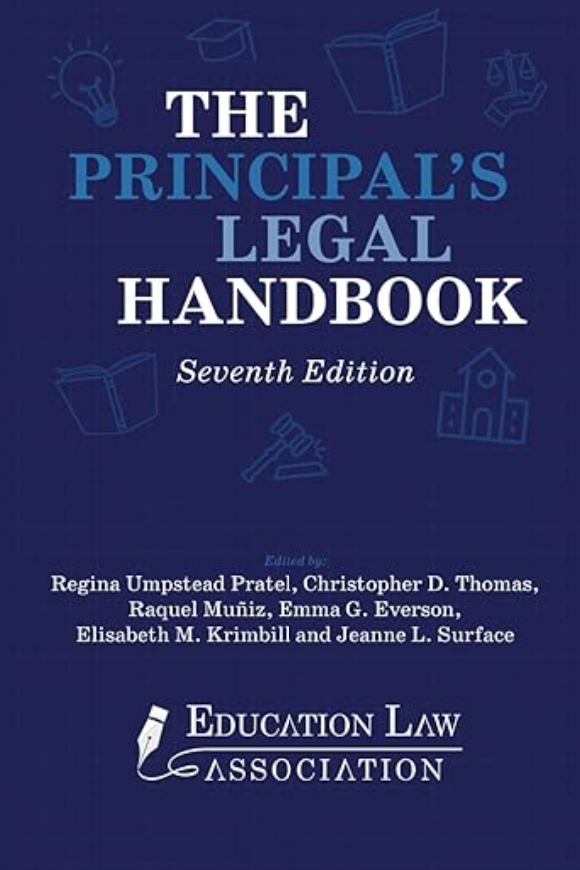 THE
PRINCIPAL'S
LEGAL
HANDBOOK
Seventh Edition
Edited by:
Regina Umpstead Pratel, Christopher D. Thomas,
Raquel Muñiz, Emma G. Everson,
Elisabeth M. Krimbill and Jeanne L. Surface
EDUCATION LAW
ASSOCIATION